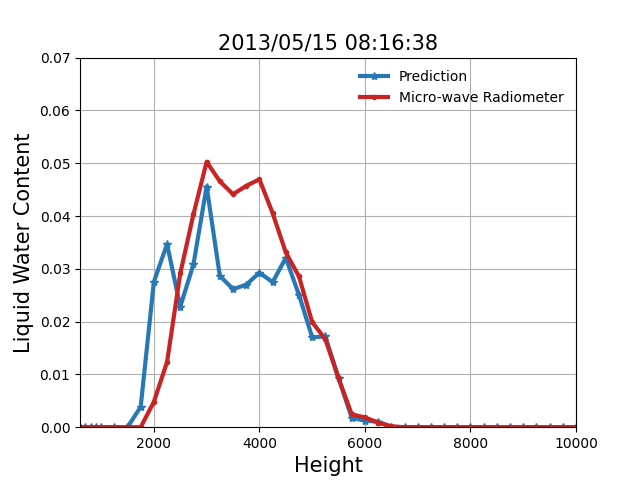 2013/05/15 08:16:38
0.07
0.06
0.05
0.04
0.03
0.02
0.01
0.00
Liquid Water Content
Prediction
Micro-wave Radiometer
2000 4000 6000 8000 10000
Height